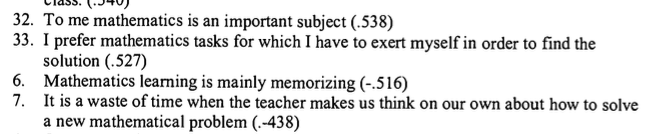 32. To me mathematics is an important subject (.538)
33. I prefer mathematics tasks for which I have to exert myself in order to find the
solution (.527)
6. Mathematics learning is mainly memorizing (-.516)
7. It is a waste of time when the teacher makes us think on our own about how to solve
a new mathematical problem (.-438)